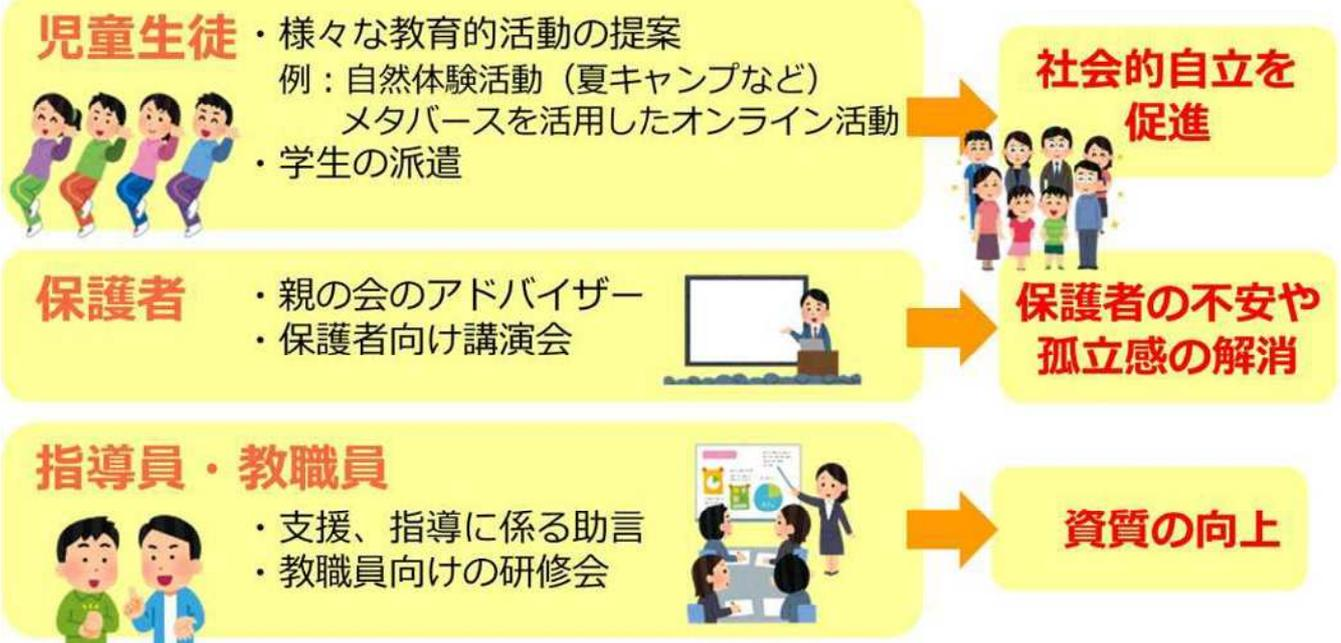 児童生徒
・様々な教育的活動の提案
例：自然体験活動（夏キャンプなど）
メタバースを活用したオンライン活動
・学生の派遣
社会的自立を
促進
保護者
・親の会のアドバイザー
・保護者向け講演会
保護者の不安や
孤立感の解消
指導員・教職員
・支援、指導に係る助言
・教職員向けの研修会
資質の向上